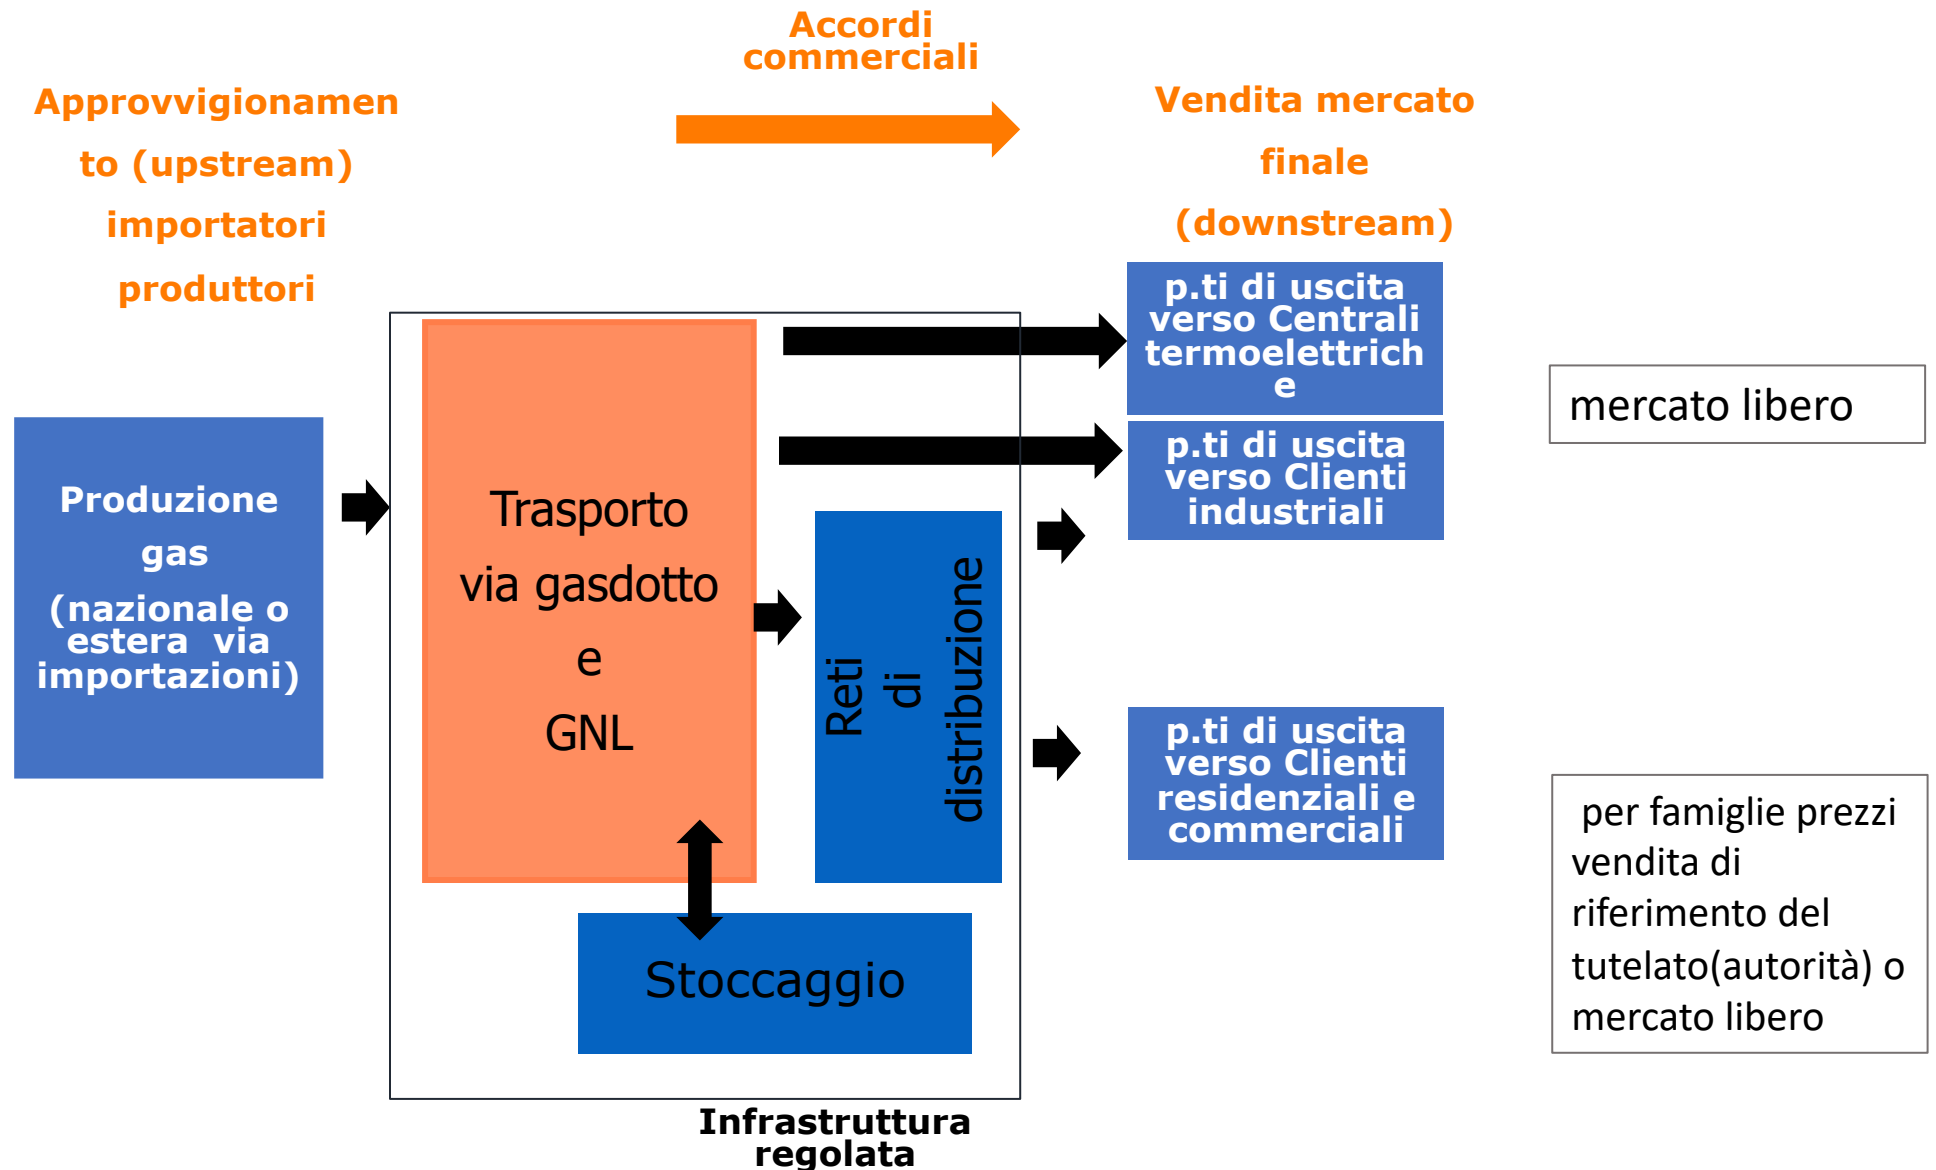 Accordi
commerciali
Approvvigionamen
to (upstream)
importatori
produttori
Vendita mercato
finale
(downstream)
Produzione
gas
(nazionale o
estera via
importazioni)
Trasporto
via gasdotto
e
GNL
Reti
di
distribuzione
Stoccaggio
Infrastruttura
regolata
p.ti di uscita
verso Centrali
termoelettrich
e
p.ti di uscita
verso Clienti
industriali
p.ti di uscita
verso Clienti
residenziali e
commerciali
mercato libero
per famiglie prezzi
vendita di
riferimento del
tutelato(autorità) o
mercato libero